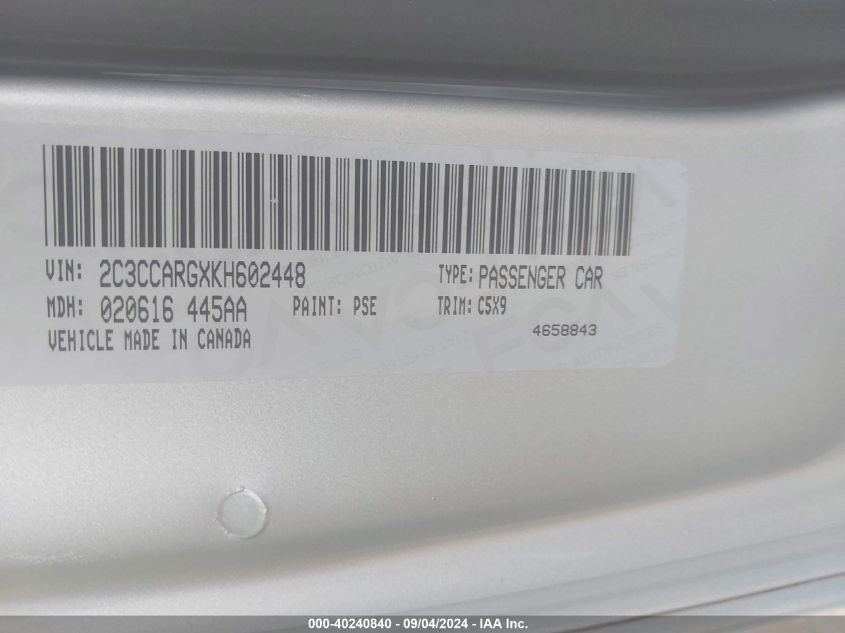 VIN: 2C3CCARGXKH602448 TYPE: PASSENGER CAR
MDH: 020616 445AA PAINT: PSE TRIM: C5X9
VEHICLE MADE IN CANADA 4658843
000-40240840 - 09/04/2024 - IAA Inc.